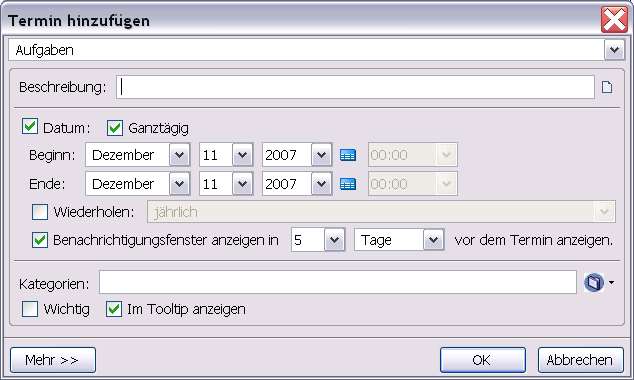 Termin hinzufügen
Aufgaben
Beschreibung:
Datum: Ganztägig
Beginn: Dezember 11 2007 00:00
Ende: Dezember 11 2007 00:00
Wiederholen: jährlich
Benachrichtigungsfenster anzeigen in 5 Tage vor dem Termin anzeigen.
Kategorien:
Wichtig Im Tooltip anzeigen
Mehr >> OK Abbrechen